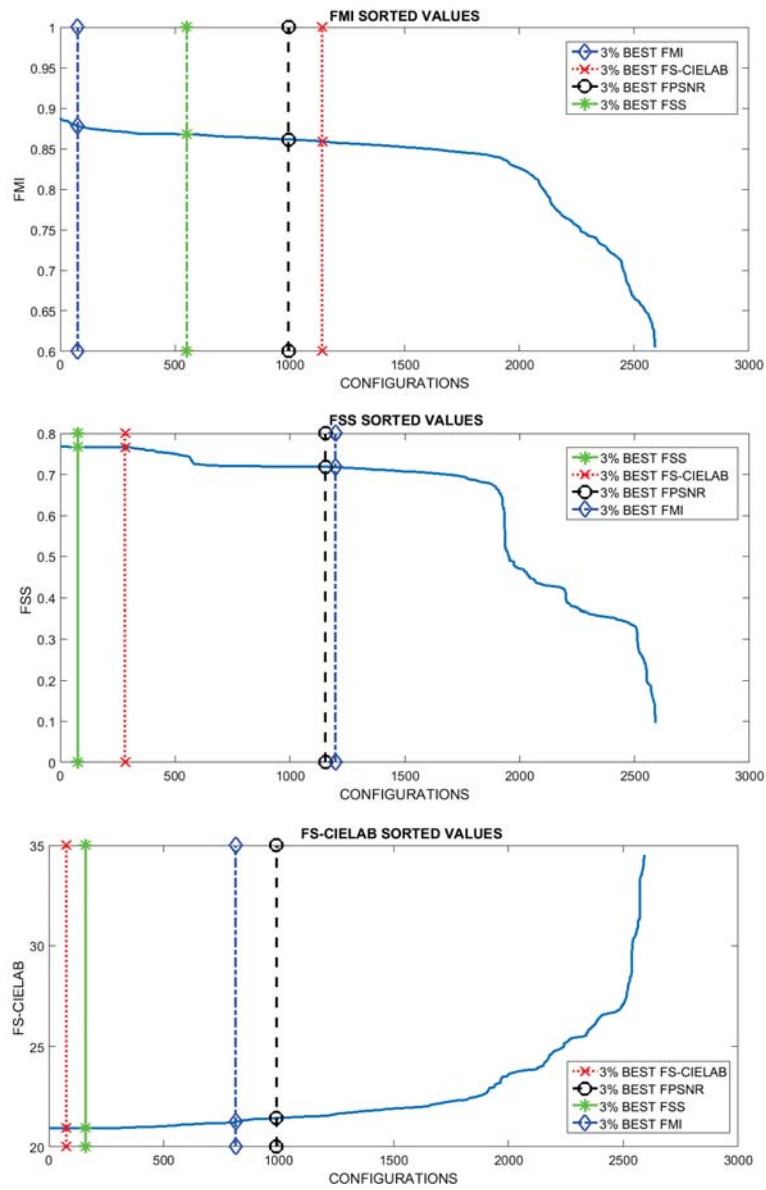 FMI SORTED VALUES
1
0.95
0.9
0.85
0.8
0.75
0.7
0.65
0.6
FMI
3% BEST FMI
3% BEST FS-CIELAB
3% BEST FPSNR
3% BEST FSS
0 500 1000 1500 2000 2500 3000
CONFIGURATIONS
FSS SORTED VALUES
0.8
0.7
0.6
0.5
0.4
0.3
0.2
0.1
0
FSS
3% BEST FSS
3% BEST FS-CIELAB
3% BEST FPSNR
3% BEST FMI
0 500 1000 1500 2000 2500 3000
CONFIGURATIONS
FS-CIELAB SORTED VALUES
35
30
25
20
FS-CIELAB
3% BEST FS-CIELAB
3% BEST FPSNR
3% BEST FSS
3% BEST FMI
0 500 1000 1500 2000 2500 3000
CONFIGURATIONS